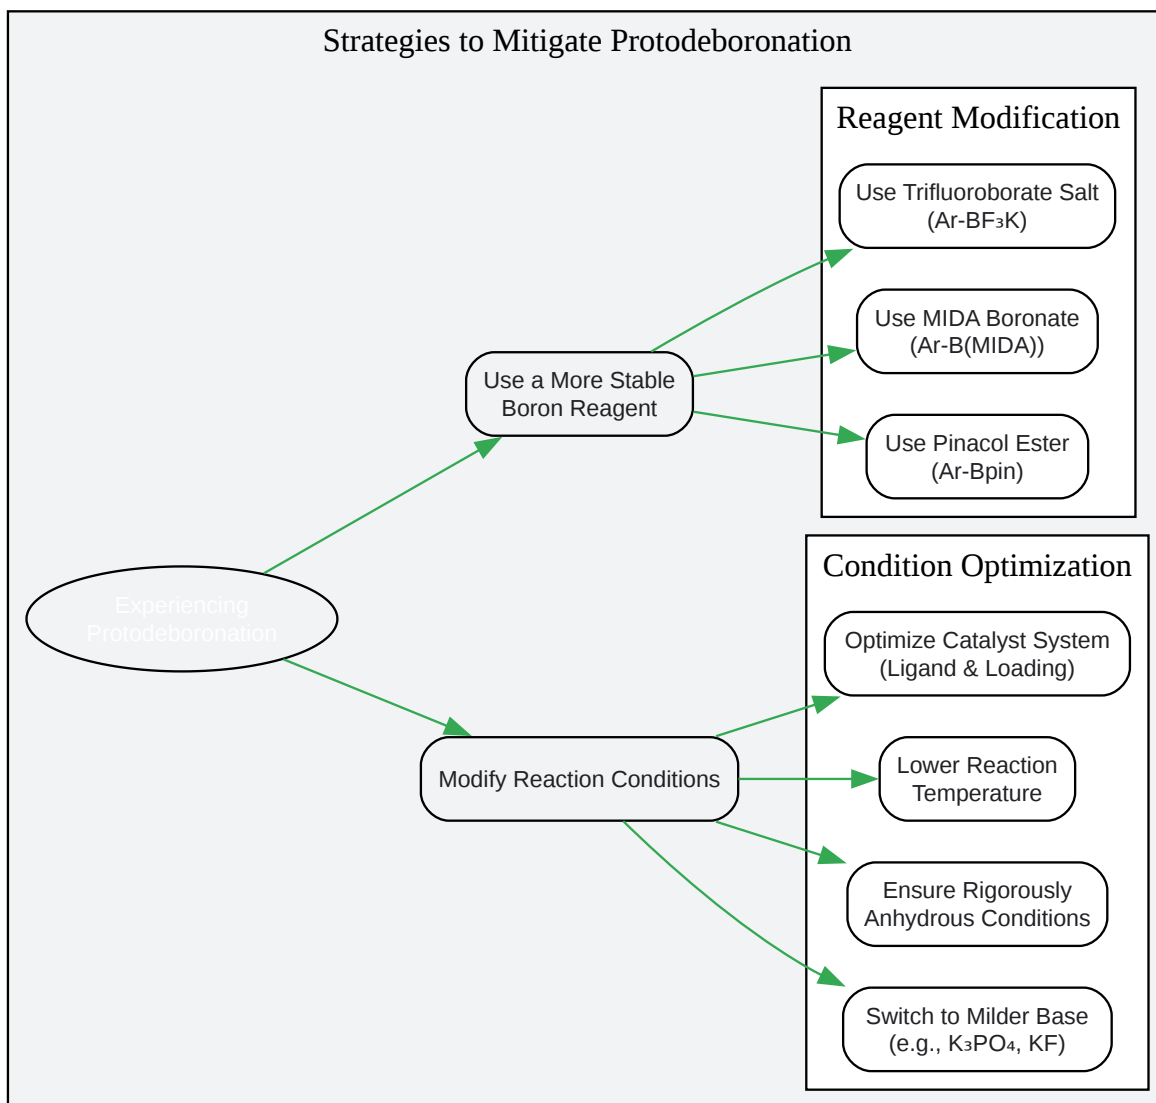 Strategies to Mitigate Protodeboronation
Reagent Modification
Use Trifluoroborate Salt
(Ar-BF₃K)
Use MIDA Boronate
(Ar-B(MIDA))
Use a More Stable
Boron Reagent
Use Pinacol Ester
(Ar-Bpin)
Condition Optimization
Experiencing
Protodeboronation
Optimize Catalyst System
(Ligand & Loading)
Modify Reaction Conditions
Lower Reaction
Temperature
Ensure Rigorously
Anhydrous Conditions
Switch to Milder Base
(e.g., K₃PO₄, KF)